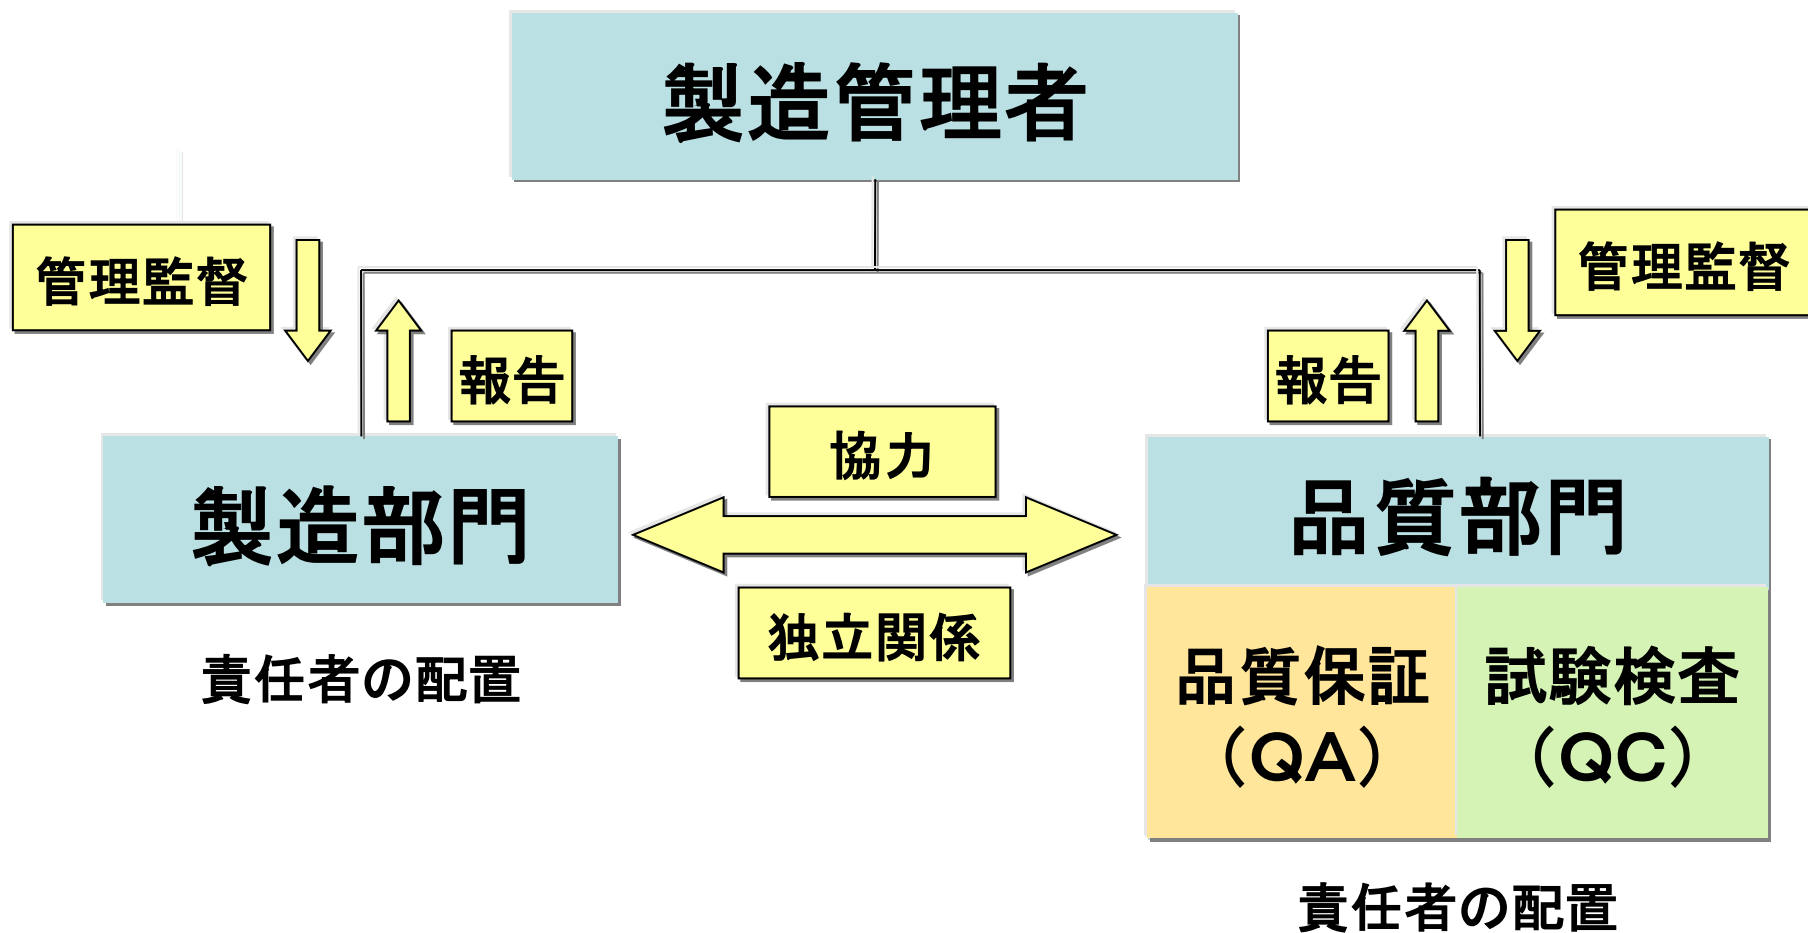 製造管理者
管理監督
管理監督
報告
報告
協力
製造部門
品質部門
独立関係
責任者の配置
品質保証
（QA）
試験検査
（QC）
責任者の配置